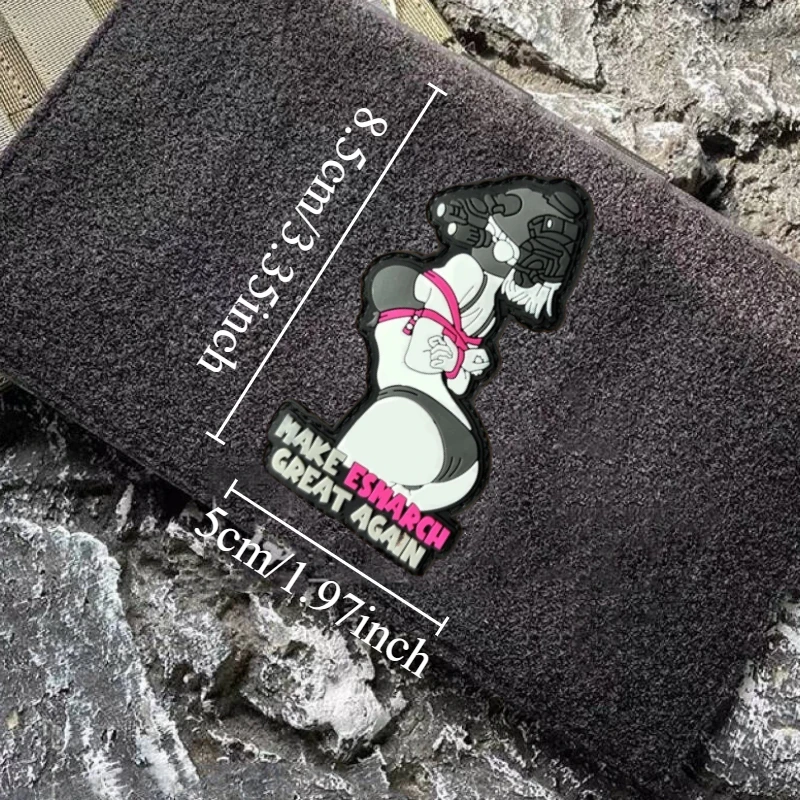 8.5cm/3.35inch
MAKE ESMARCH
GREAT AGAIN
5cm/1.97inch